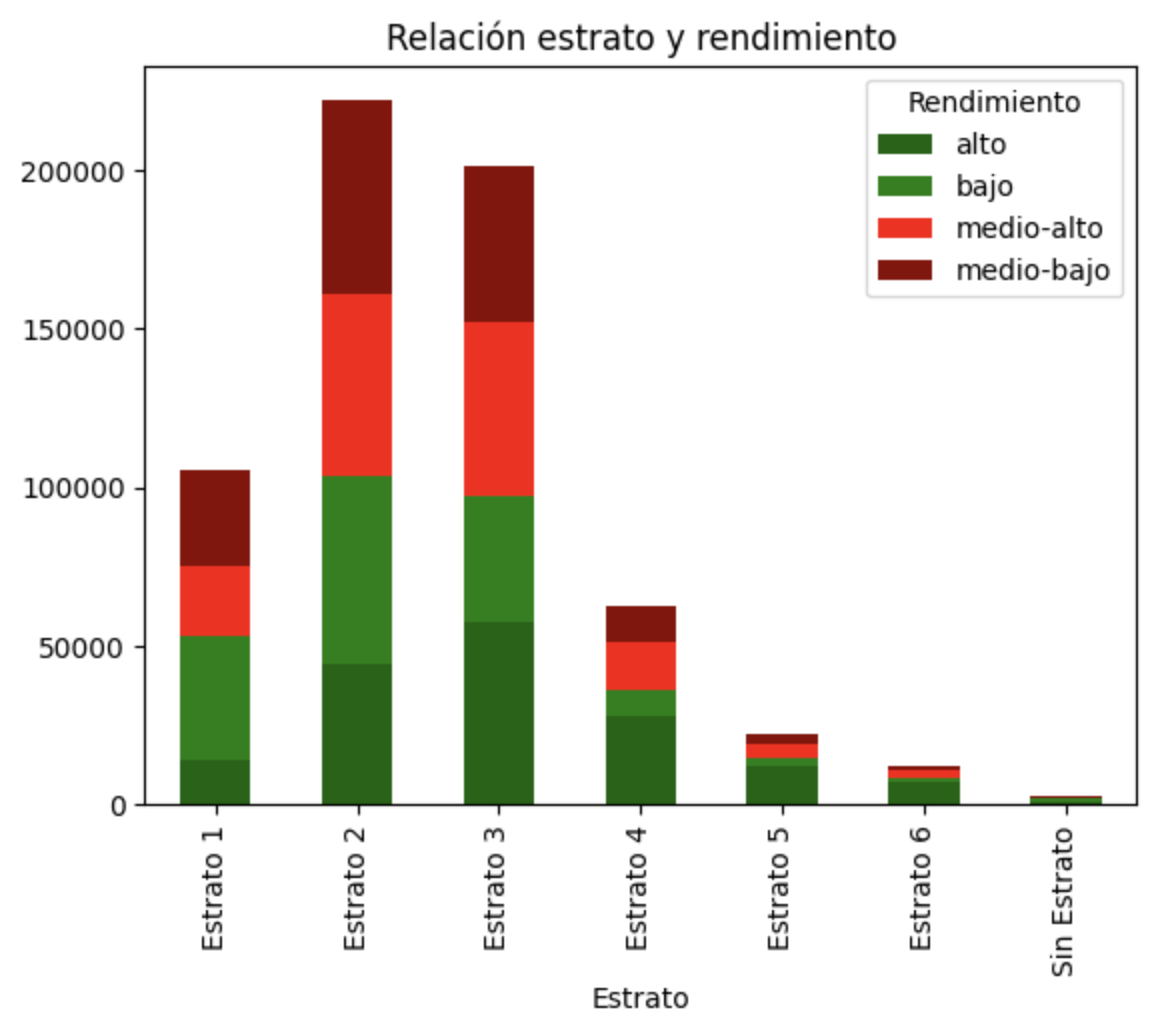 Relación estrato y rendimiento
Rendimiento
alto
bajo
medio-alto
medio-bajo
200000
150000
100000
50000
0
Estrato 1
Estrato 2
Estrato 3
Estrato 4
Estrato 5
Estrato 6
Sin Estrato
Estrato